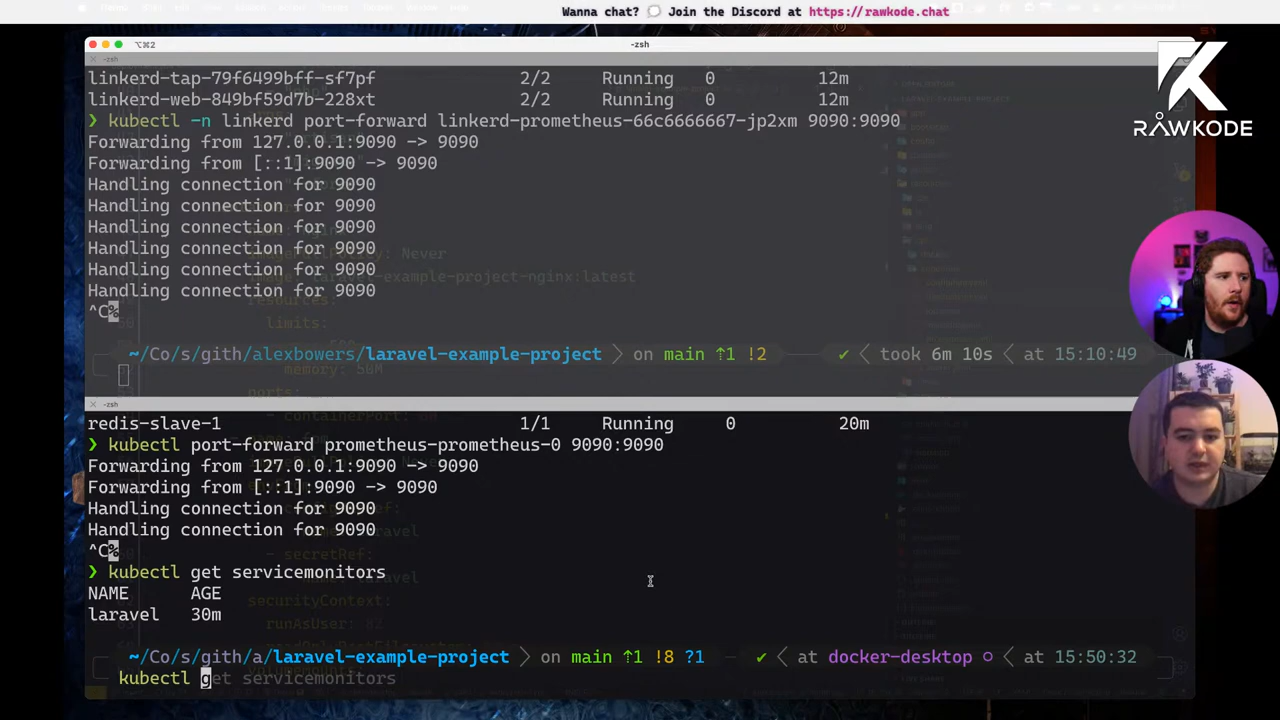 Wanna chat? 💬 Join the Discord at https://rawkode.chat
⌥⌘2
-zsh
-zsh
linkerd-tap-79f6499bff-sf7pf 2/2 Running 0 12m
linkerd-web-849bf59d7b-228xt 2/2 Running 0 12m
❯ kubectl -n linkerd port-forward linkerd-prometheus-66c6666667-jp2xm 9090:9090
Forwarding from 127.0.0.1:9090 -> 9090
Forwarding from [::1]:9090 -> 9090
Handling connection for 9090
Handling connection for 9090
Handling connection for 9090
Handling connection for 9090
Handling connection for 9090
Handling connection for 9090
^C%
~/Co/s/gith/alexbowers/laravel-example-project on main ⇡1 !2 ✔ took 6m 10s at 15:10:49
-zsh
redis-slave-1 1/1 Running 0 20m
❯ kubectl port-forward prometheus-prometheus-0 9090:9090
Forwarding from 127.0.0.1:9090 -> 9090
Forwarding from [::1]:9090 -> 9090
Handling connection for 9090
Handling connection for 9090
^C%
❯ kubectl get servicemonitors
NAME AGE
laravel 30m
~/Co/s/gith/a/laravel-example-project on main ⇡1 !8 ?1 ✔ at docker-desktop at 15:50:32
kubectl get servicemonitors
RAWKODE